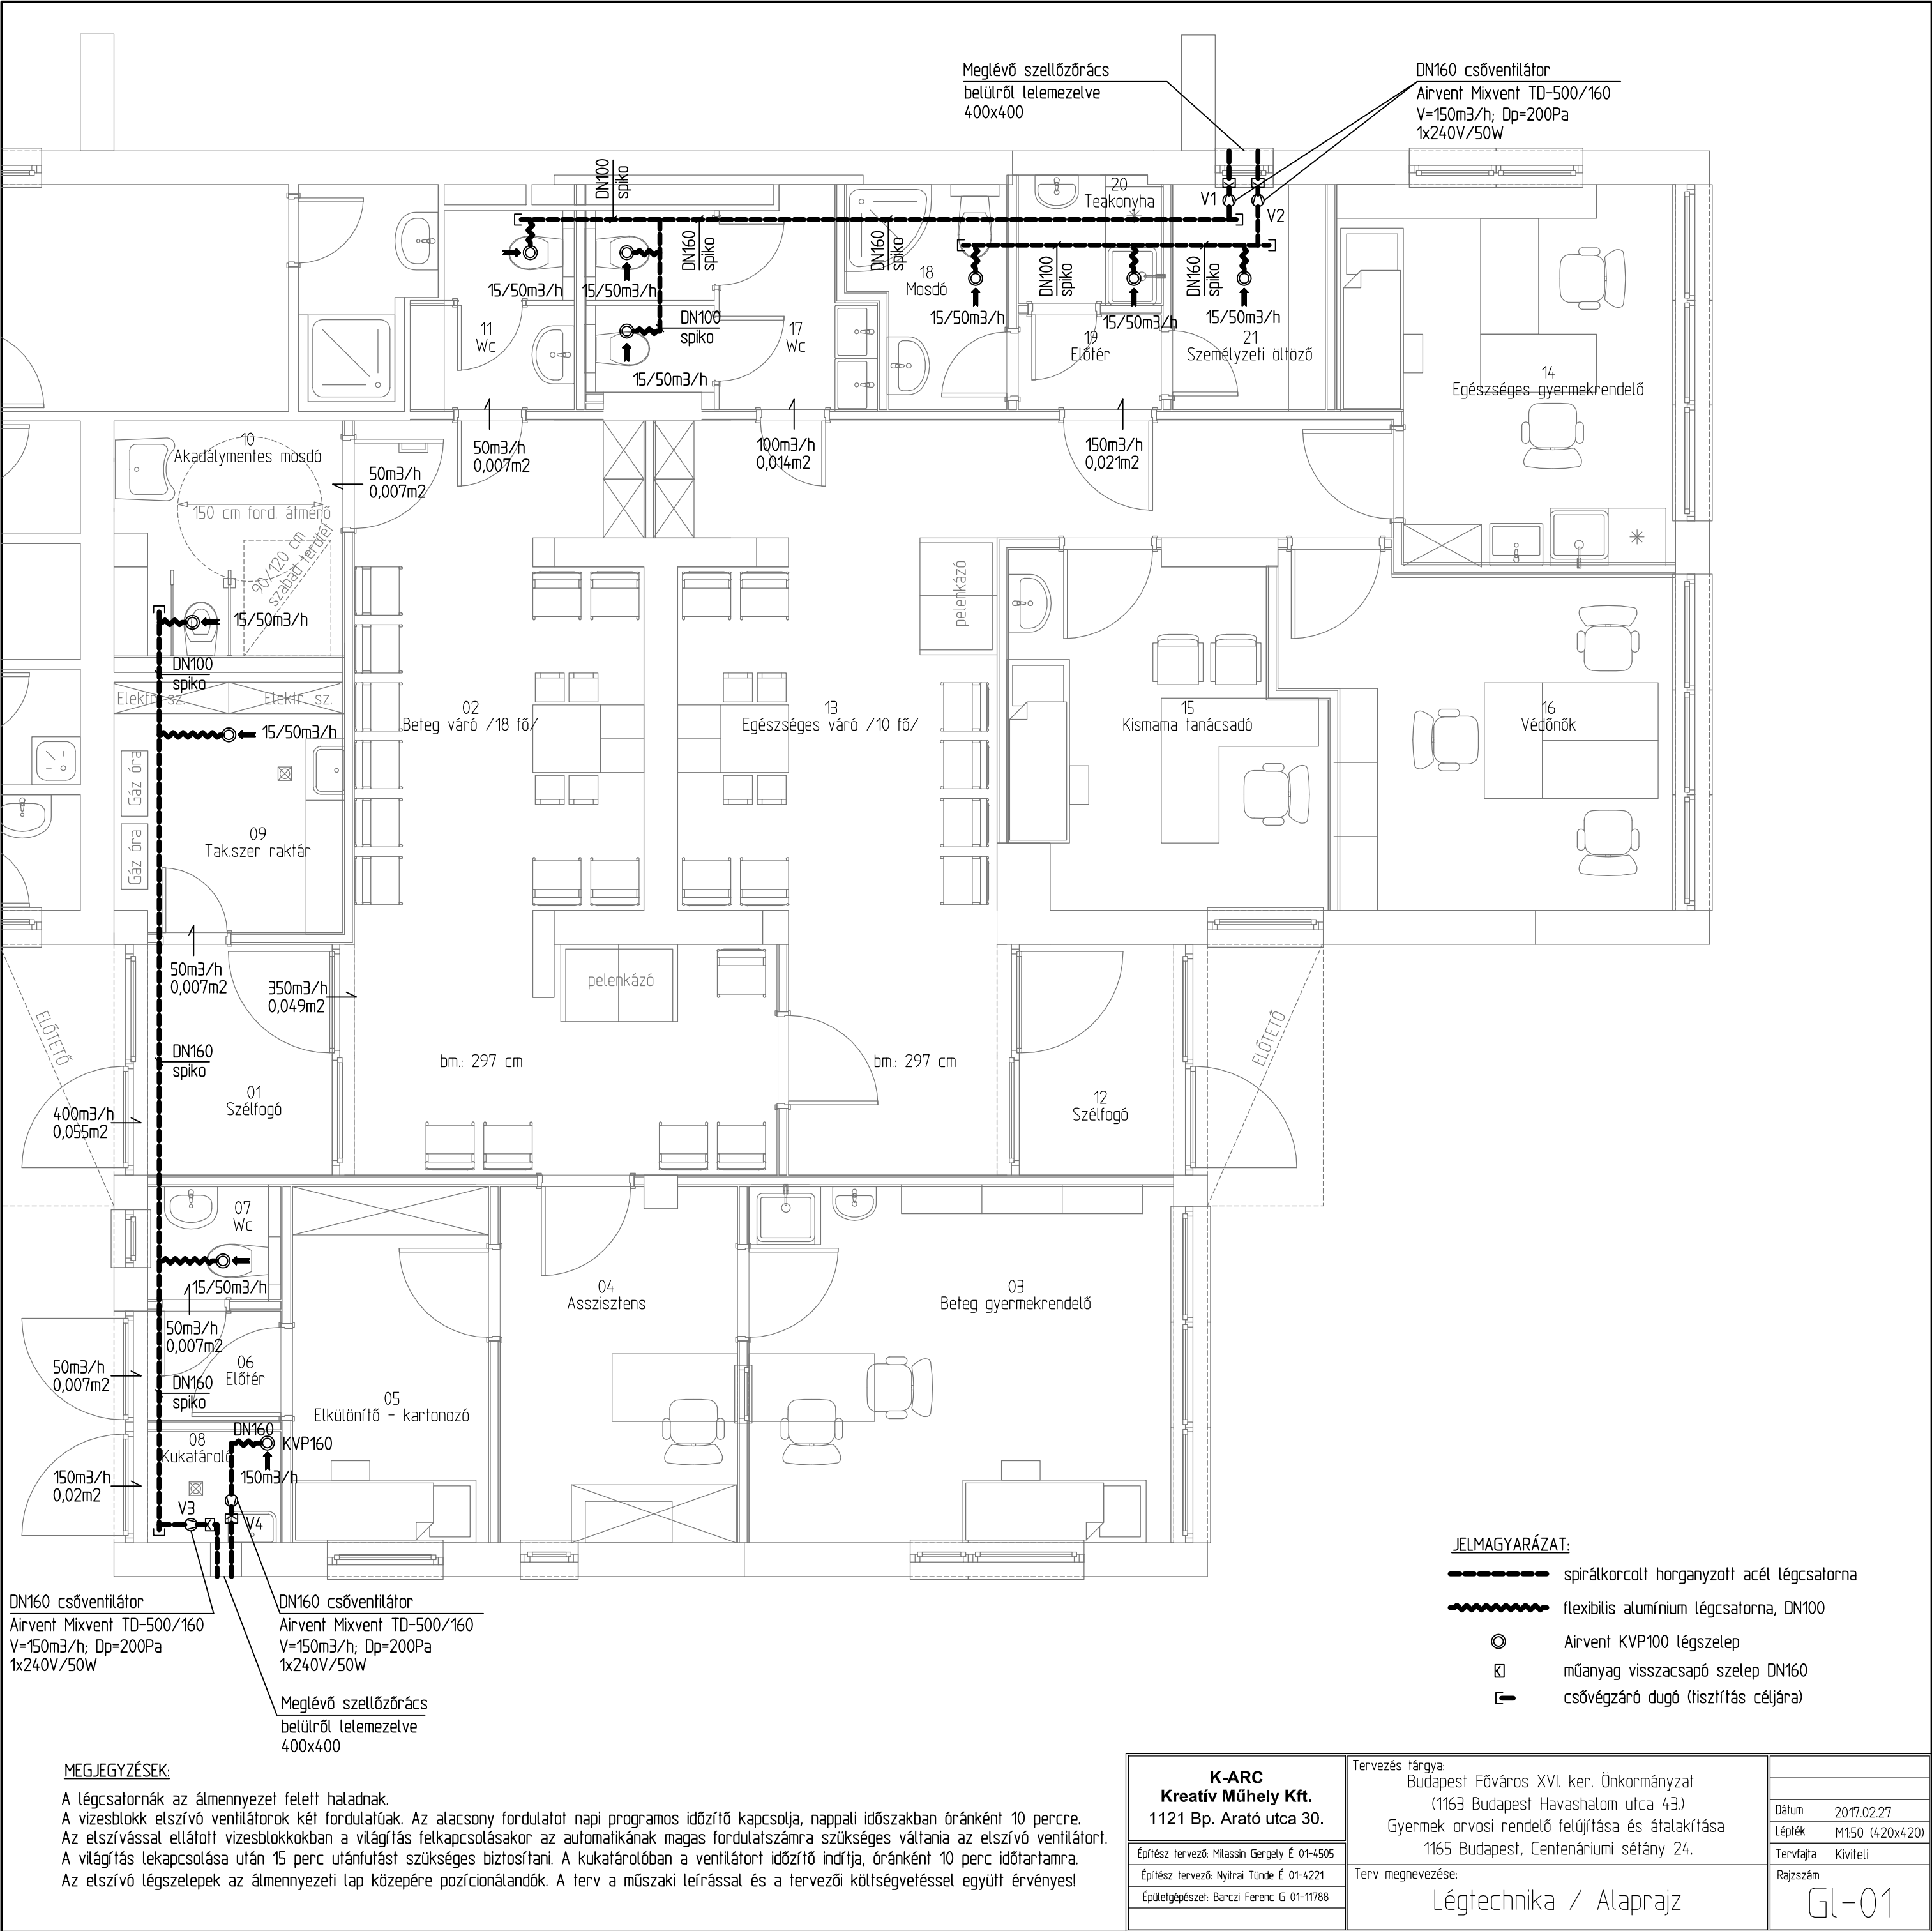 Meglévő szellőzőrács
belülről lelemezelve
400x400
DN160 csőventilátor
Airvent Mixvent TD-500/160
V=150m3/h; Dp=200Pa
1x240V/50W
DN100
spiko
20
Teakonyha
V1
V2
DN160
spiko
DN160
spiko
18
Mosdó
DN100
spiko
DN160
spiko
15/50m3/h
15/50m3/h
DN100
spiko
15/50m3/h
15/50m3/h
15/50m3/h
15/50m3/h
11
Wc
17
Wc
19
Előtér
21
Személyzeti öltöző
14
Egészséges gyermekrendelő
10
Akadálymentes mosdó
50m3/h
0,007m2
50m3/h
0,007m2
100m3/h
0,014m2
150m3/h
0,021m2
150 cm ford. átmérő
90/120 cm
szabad terület
15/50m3/h
DN100
spiko
Elektr. sz.
Elektr. sz.
15/50m3/h
pelenkázó
02
Beteg váró /18 fő/
13
Egészséges váró /10 fő/
15
Kismama tanácsadó
16
Védőnők
Gáz óra
Gáz óra
09
Tak.szer raktár
50m3/h
0,007m2
350m3/h
0,049m2
pelenkázó
ELŐTETŐ
ELŐTETŐ
DN160
spiko
bm.: 297 cm
bm.: 297 cm
01
Szélfogó
12
Szélfogó
400m3/h
0,055m2
07
Wc
15/50m3/h
04
Asszisztens
03
Beteg gyermekrendelő
50m3/h
0,007m2
50m3/h
0,007m2
06
Előtér
DN160
spiko
05
Elkülönítő - kartonozó
08
Kukatároló
DN160
KVP160
150m3/h
150m3/h
0,02m2
V3
V4
DN160 csőventilátor
Airvent Mixvent TD-500/160
V=150m3/h; Dp=200Pa
1x240V/50W
DN160 csőventilátor
Airvent Mixvent TD-500/160
V=150m3/h; Dp=200Pa
1x240V/50W
Meglévő szellőzőrács
belülről lelemezelve
400x400
JELMAGYARÁZAT:
spirálkorcolt horganyzott acél légcsatorna
flexibilis alumínium légcsatorna, DN100
Airvent KVP100 légszelep
műanyag visszacsapó szelep DN160
csővégzáró dugó (tisztítás céljára)
MEGJEGYZÉSEK:
A légcsatornák az álmennyezet felett haladnak.
A vizesblokk elszívó ventilátorok két fordulatúak. Az alacsony fordulatot napi programos időzítő kapcsolja, nappali időszakban óránként 10 percre.
Az elszívással ellátott vizesblokkokban a világítás felkapcsolásakor az automatikának magas fordulatszámra szükséges váltania az elszívó ventilátort.
A világítás lekapcsolása után 15 perc utánfutást szükséges biztosítani. A kukatárolóban a ventilátort időzítő indítja, óránként 10 perc időtartamra.
Az elszívó légszelepek az álmennyezeti lap közepére pozícionálandók. A terv a műszaki leírással és a tervezői költségvetéssel együtt érvényes!
K-ARC
Kreatív Műhely Kft.
1121 Bp. Arató utca 30.
Építész tervező: Milassin Gergely É 01-4505
Építész tervező: Nyitrai Tünde É 01-4221
Épületgépészet: Barczi Ferenc G 01-11788
Tervezés tárgya:
Budapest Főváros XVI. ker. Önkormányzat
(1163 Budapest Havashalom utca 43.)
Gyermek orvosi rendelő felújítása és átalakítása
1165 Budapest, Centenáriumi sétány 24.
Terv megnevezése:
Légtechnika / Alaprajz
Dátum 2017.02.27
Lépték M1:50 (420x420)
Tervfajta Kiviteli
Rajzszám
Gl-01